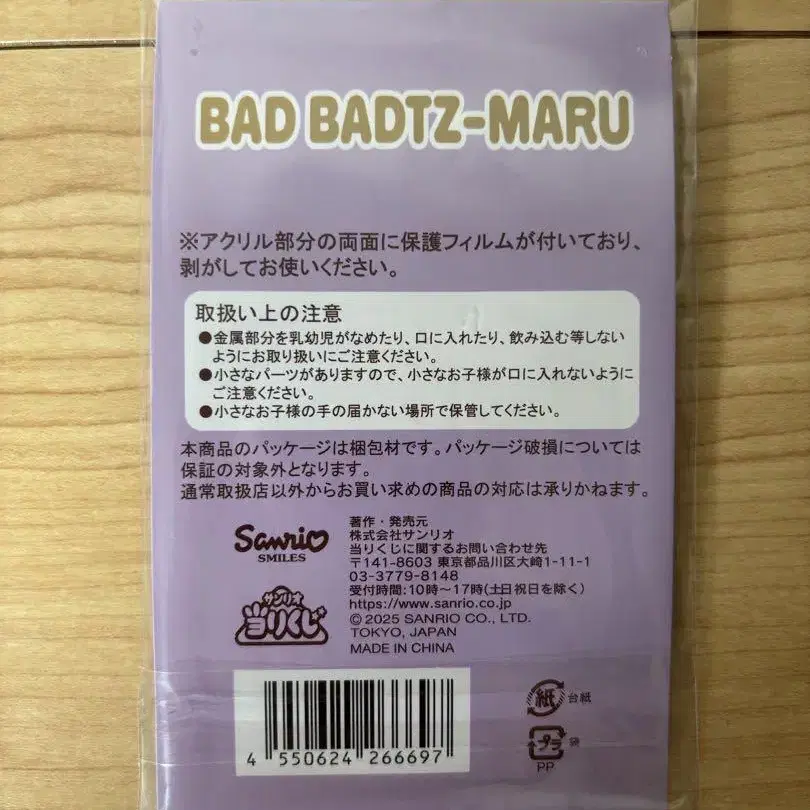 BAD BADTZ-MARU
※アクリル部分の両面に保護フィルムが付いており、
剥がしてお使いください。
取扱い上の注意
●金属部分を乳幼児がなめたり、口に入れたり、飲み込む等しない
ようにお取り扱いにご注意ください。
●小さなパーツがありますので、小さなお子様が口に入れないように
ご注意ください。
●小さなお子様の手の届かない場所で保管してください。
本商品のパッケージは梱包材です。パッケージ破損については
保証の対象外となります。
通常取扱店以外からお買い求めの商品の対応は承りかねます。
Sanrio
SMILES
サンリオ
当りくじ
著作・発売元
株式会社サンリオ
当りくじに関するお問い合わせ先
〒141-8603 東京都品川区大崎1-11-1
03-3779-8148
受付時間:10時～17時(土日祝日を除く)
https://www.sanrio.co.jp
©2025 SANRIO CO., LTD.
TOKYO, JAPAN
MADE IN CHINA
4 550624 266697
紙 台紙
プラ 袋
PP